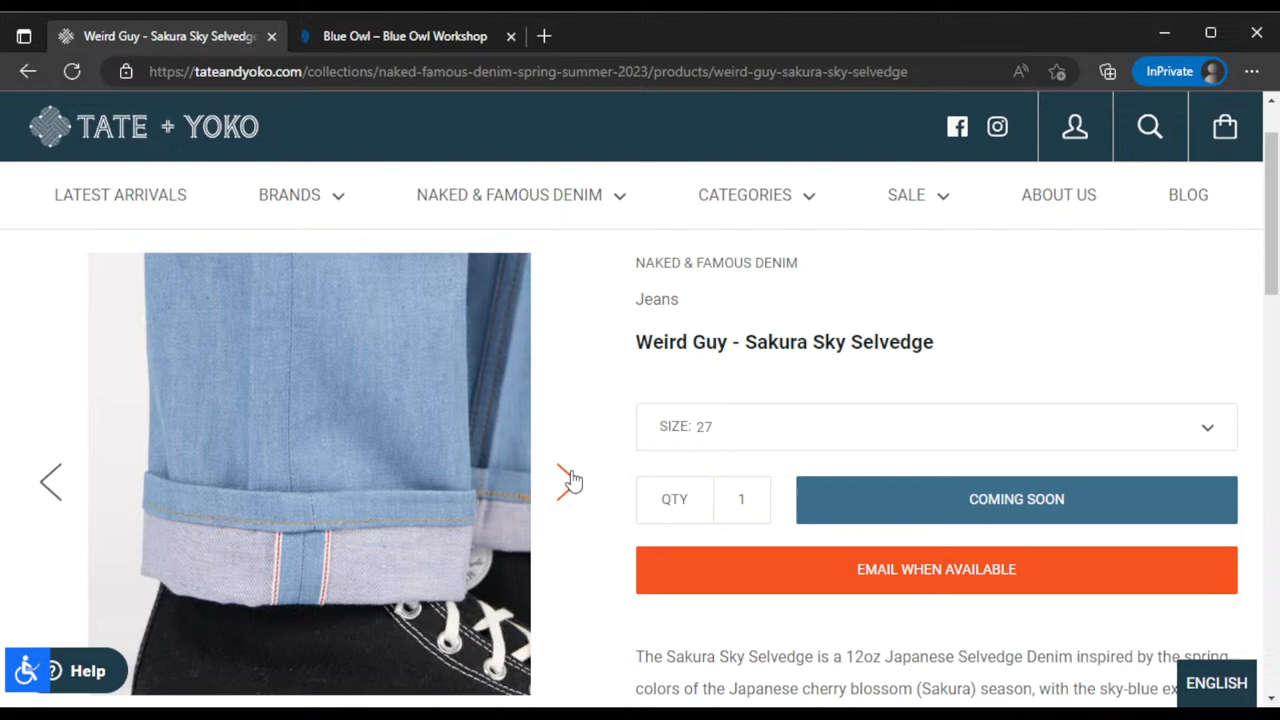 Weird Guy - Sakura Sky Selvedge
Blue Owl – Blue Owl Workshop
https://tateandyoko.com/collections/naked-famous-denim-spring-summer-2023/products/weird-guy-sakura-sky-selvedge
InPrivate
TATE + YOKO
LATEST ARRIVALS BRANDS NAKED & FAMOUS DENIM CATEGORIES SALE ABOUT US BLOG
NAKED & FAMOUS DENIM
Jeans
Weird Guy - Sakura Sky Selvedge
SIZE: 27
QTY 1 COMING SOON
EMAIL WHEN AVAILABLE
The Sakura Sky Selvedge is a 12oz Japanese Selvedge Denim inspired by the spring
colors of the Japanese cherry blossom (Sakura) season, with the sky-blue
Help
ENGLISH